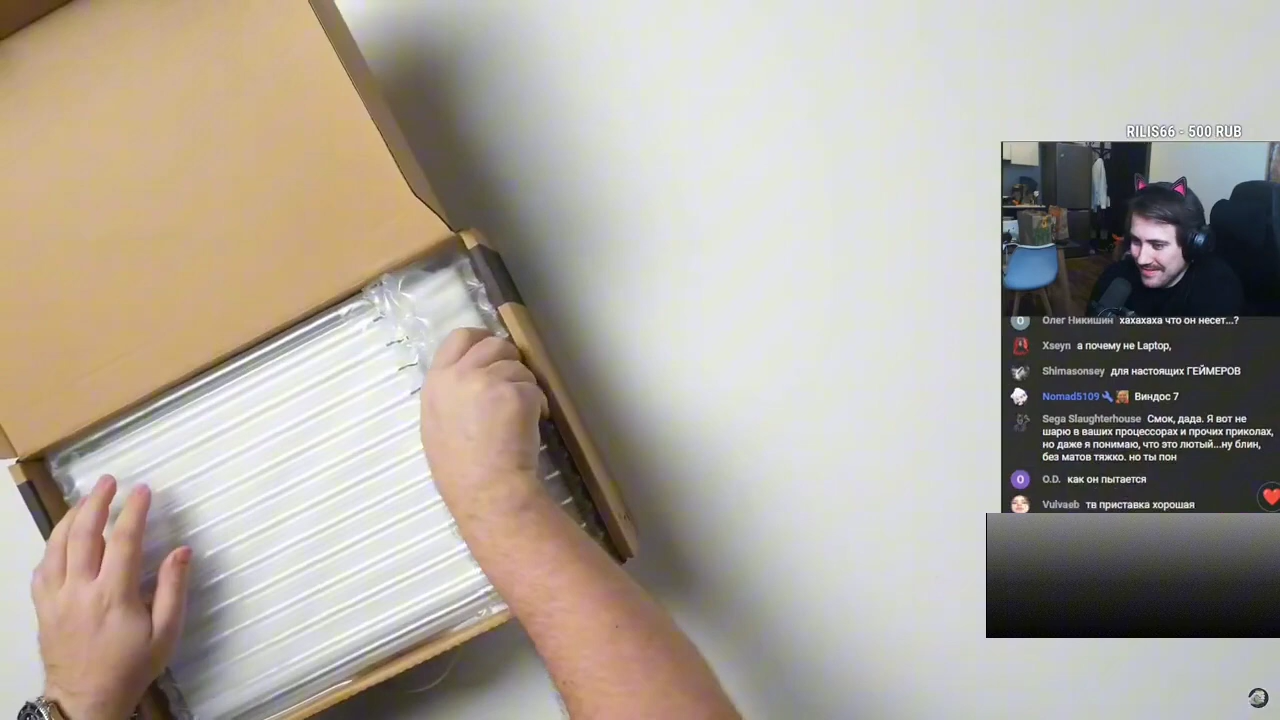 RILIS66 - 500 RUB
Олег Никишин хахахаха что он несет...?
Xseyn а почему не Laptop,
Shimasonsey для настоящих ГЕЙМЕРОВ
Nomad5109 Виндос 7
Sega Slaughterhouse Смок, дада. Я вот не
шарю в ваших процессорах и прочих приколах,
но даже я понимаю, что это лютый...ну блин,
без матов тяжко. но ты пон
O.D. как он пытается
Vulvaeb тв приставка хорошая